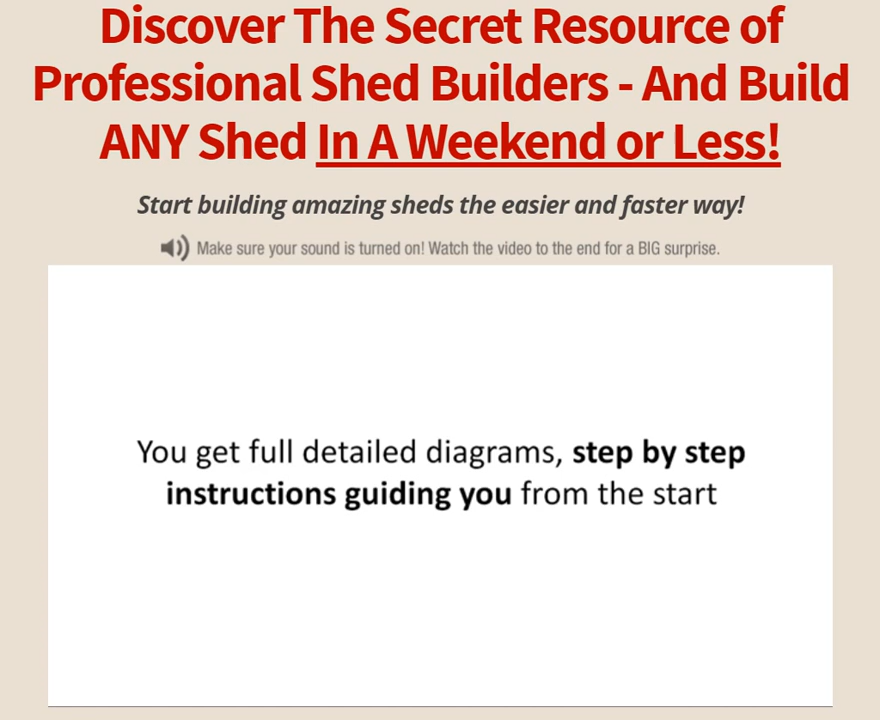 Discover The Secret Resource of
Professional Shed Builders - And Build
ANY Shed In A Weekend or Less!
Start building amazing sheds the easier and faster way!
Make sure your sound is turned on! Watch the video to the end for a BIG surprise.
You get full detailed diagrams, step by step
instructions guiding you from the start